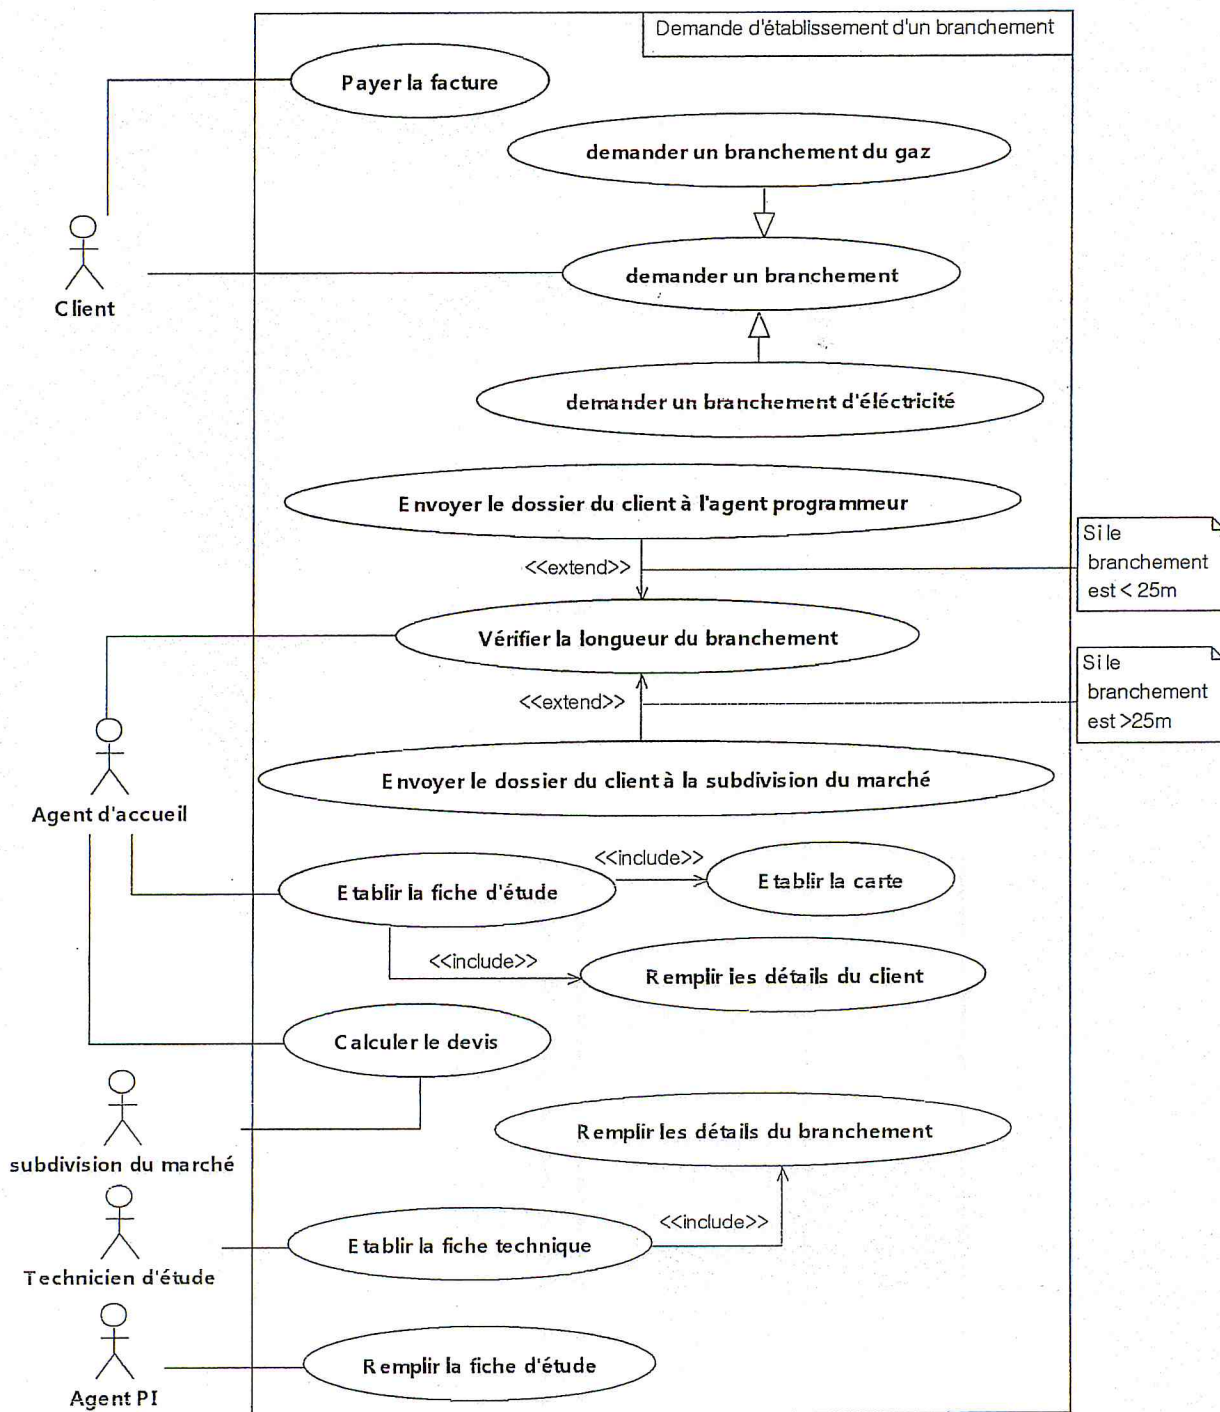 Demande d'établissement d'un branchement
Payer la facture
demander un branchement du gaz
demander un branchement
Client
demander un branchement d'éléctricité
Envoyer le dossier du client à l'agent programmeur
<<extend>>
Si le
branchement
est < 25m
Vérifier la longueur du branchement
<<extend>>
Si le
branchement
est >25m
Envoyer le dossier du client à la subdivision du marché
Agent d'accueil
<<include>>
Etablir la carte
Etablir la fiche d'étude
<<include>>
Remplir les détails du client
Calculer le devis
Remplir les détails du branchement
subdivision du marché
<<include>>
Etablir la fiche technique
Technicien d'étude
Remplir la fiche d'étude
Agent PI